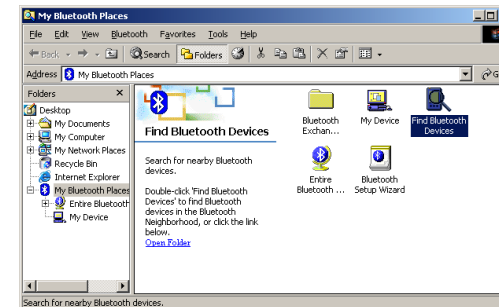 My Bluetooth Places
File Edit View Bluetooth Favorites Tools Help
Back Search Folders
Address My Bluetooth Places G
Folders
Desktop
My Documents
My Computer
My Network Places
Recycle Bin
Internet Explorer
My Bluetooth Places
Entire Bluetooth
My Device
Find Bluetooth Devices
Search for nearby Bluetooth
devices.
Double-click 'Find Bluetooth
Devices' to find Bluetooth
devices in the Bluetooth
Neighborhood, or click the link
below.
Open Folder
Bluetooth
Exchan...
My Device
Find Bluetooth
Devices
Entire
Bluetooth ...
Bluetooth
Setup Wizard
Search for nearby Bluetooth devices.